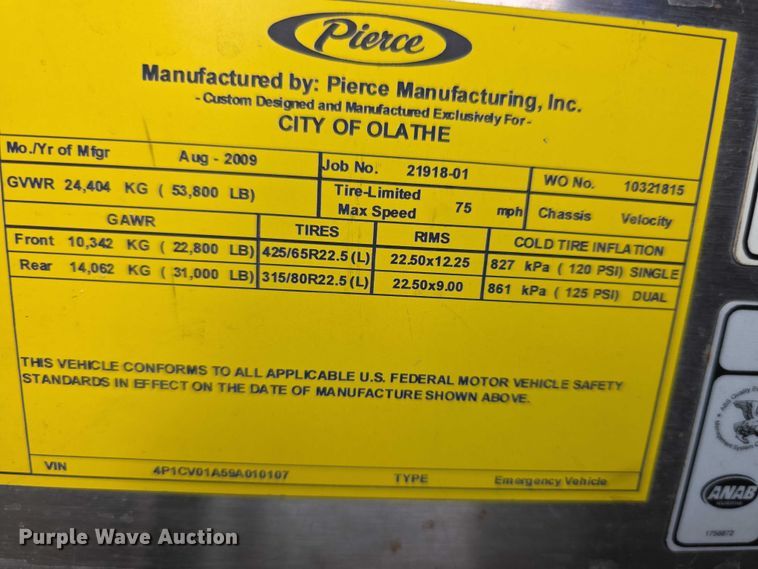 Pierce
Manufactured by: Pierce Manufacturing, Inc.
- Custom Designed and Manufactured Exclusively For -
CITY OF OLATHE
Mo./Yr of Mfgr Aug - 2009 Job No. 21918-01 WO No. 10321815
GVWR 24,404 KG ( 53,800 LB) Tire-Limited Max Speed 75 mph Chassis Velocity
GAWR TIRES RIMS COLD TIRE INFLATION
Front 10,342 KG ( 22,800 LB) 425/65R22.5 (L) 22.50x12.25 827 kPa ( 120 PSI) SINGLE
Rear 14,062 KG ( 31,000 LB) 315/80R22.5 (L) 22.50x9.00 861 kPa ( 125 PSI) DUAL
THIS VEHICLE CONFORMS TO ALL APPLICABLE U.S. FEDERAL MOTOR VEHICLE SAFETY
STANDARDS IN EFFECT ON THE DATE OF MANUFACTURE SHOWN ABOVE.
VIN 4P1CV01A59A010107 TYPE Emergency Vehicle
ANAB
1756872
Purple Wave Auction